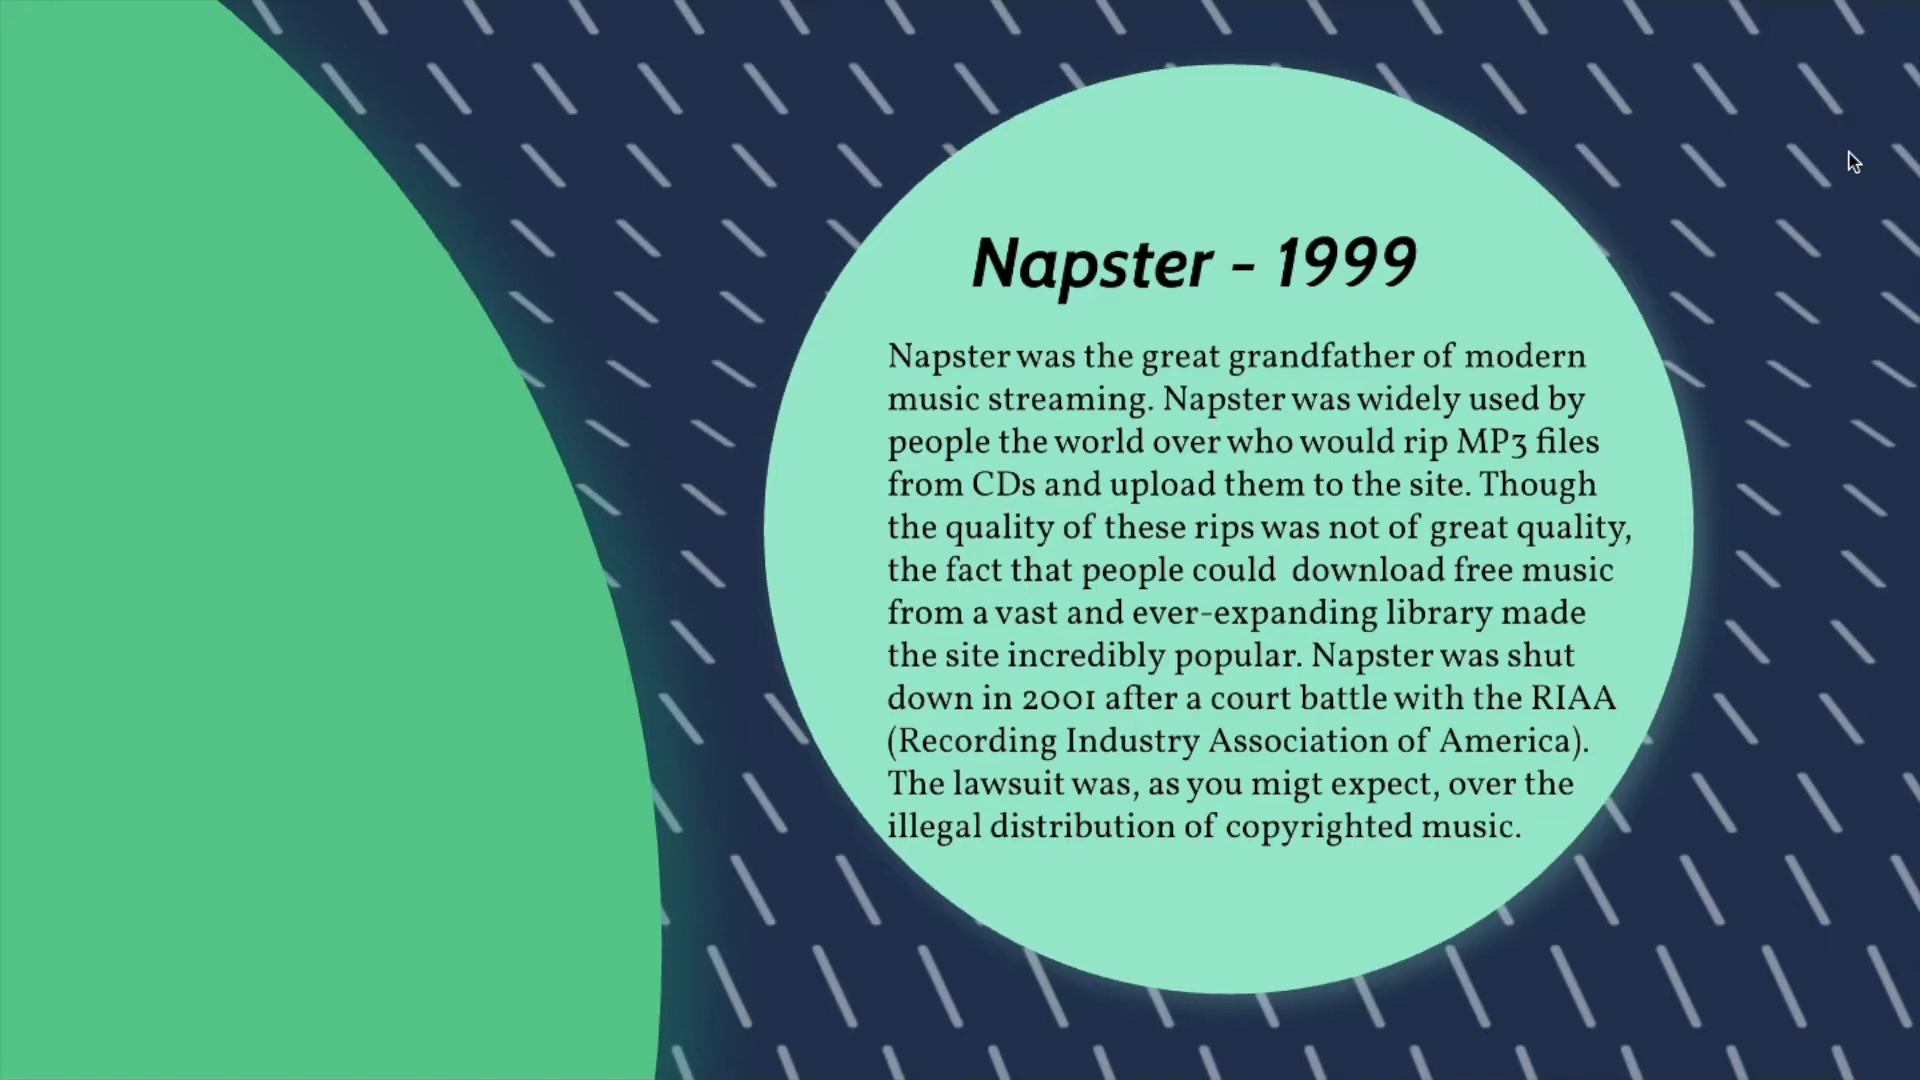 Napster - 1999
Napster was the great grandfather of modern
music streaming. Napster was widely used by
people the world over who would rip MP3 files
from CDs and upload them to the site. Though
the quality of these rips was not of great quality,
the fact that people could  download free music
from a vast and ever-expanding library made
the site incredibly popular. Napster was shut
down in 2001 after a court battle with the RIAA
(Recording Industry Association of America).
The lawsuit was, as you migt expect, over the
illegal distribution of copyrighted music.